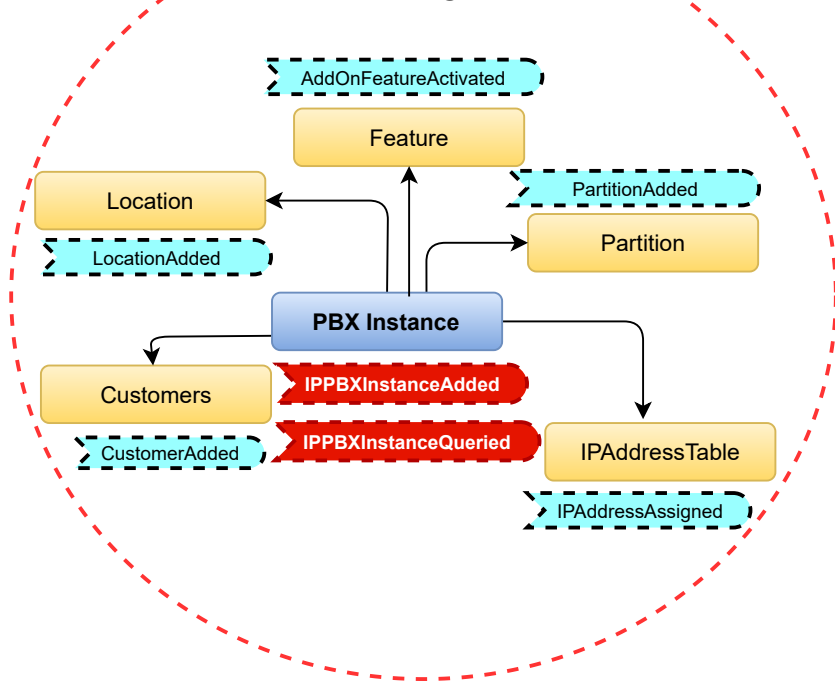 AddOnFeatureActivated
Feature
PartitionAdded
Location
Partition
LocationAdded
PBX Instance
Customers
IPPBXInstanceAdded
IPPBXInstanceQueried
CustomerAdded
IPAddressTable
IPAddressAssigned